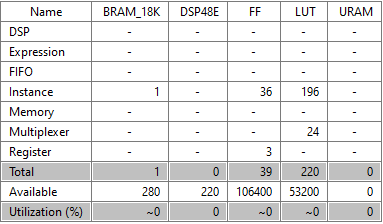 Name BRAM_18K DSP48E FF LUT URAM
DSP - - - - -
Expression - - - - -
FIFO - - - - -
Instance 1 - 36 196 -
Memory - - - - -
Multiplexer - - - 24 -
Register - - 3 - -
Total 1 0 39 220 0
Available 280 220 106400 53200 0
Utilization (%) ~0 0 ~0 ~0 0